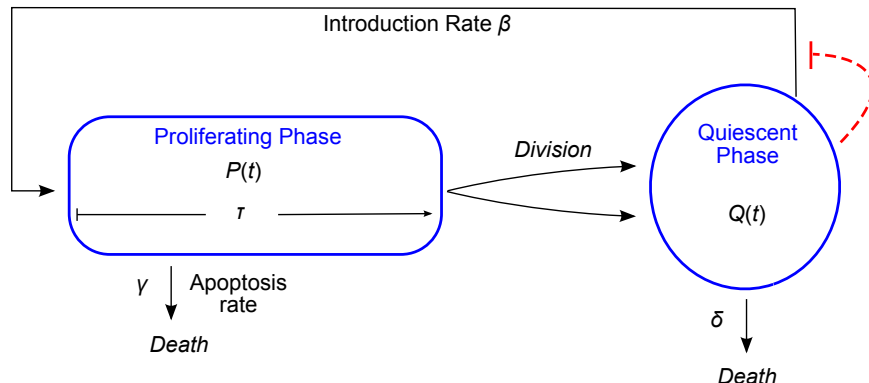 Introduction Rate β
Proliferating Phase
P(t)
τ
Division
Quiescent
Phase
Q(t)
γ
Apoptosis
rate
Death
δ
Death